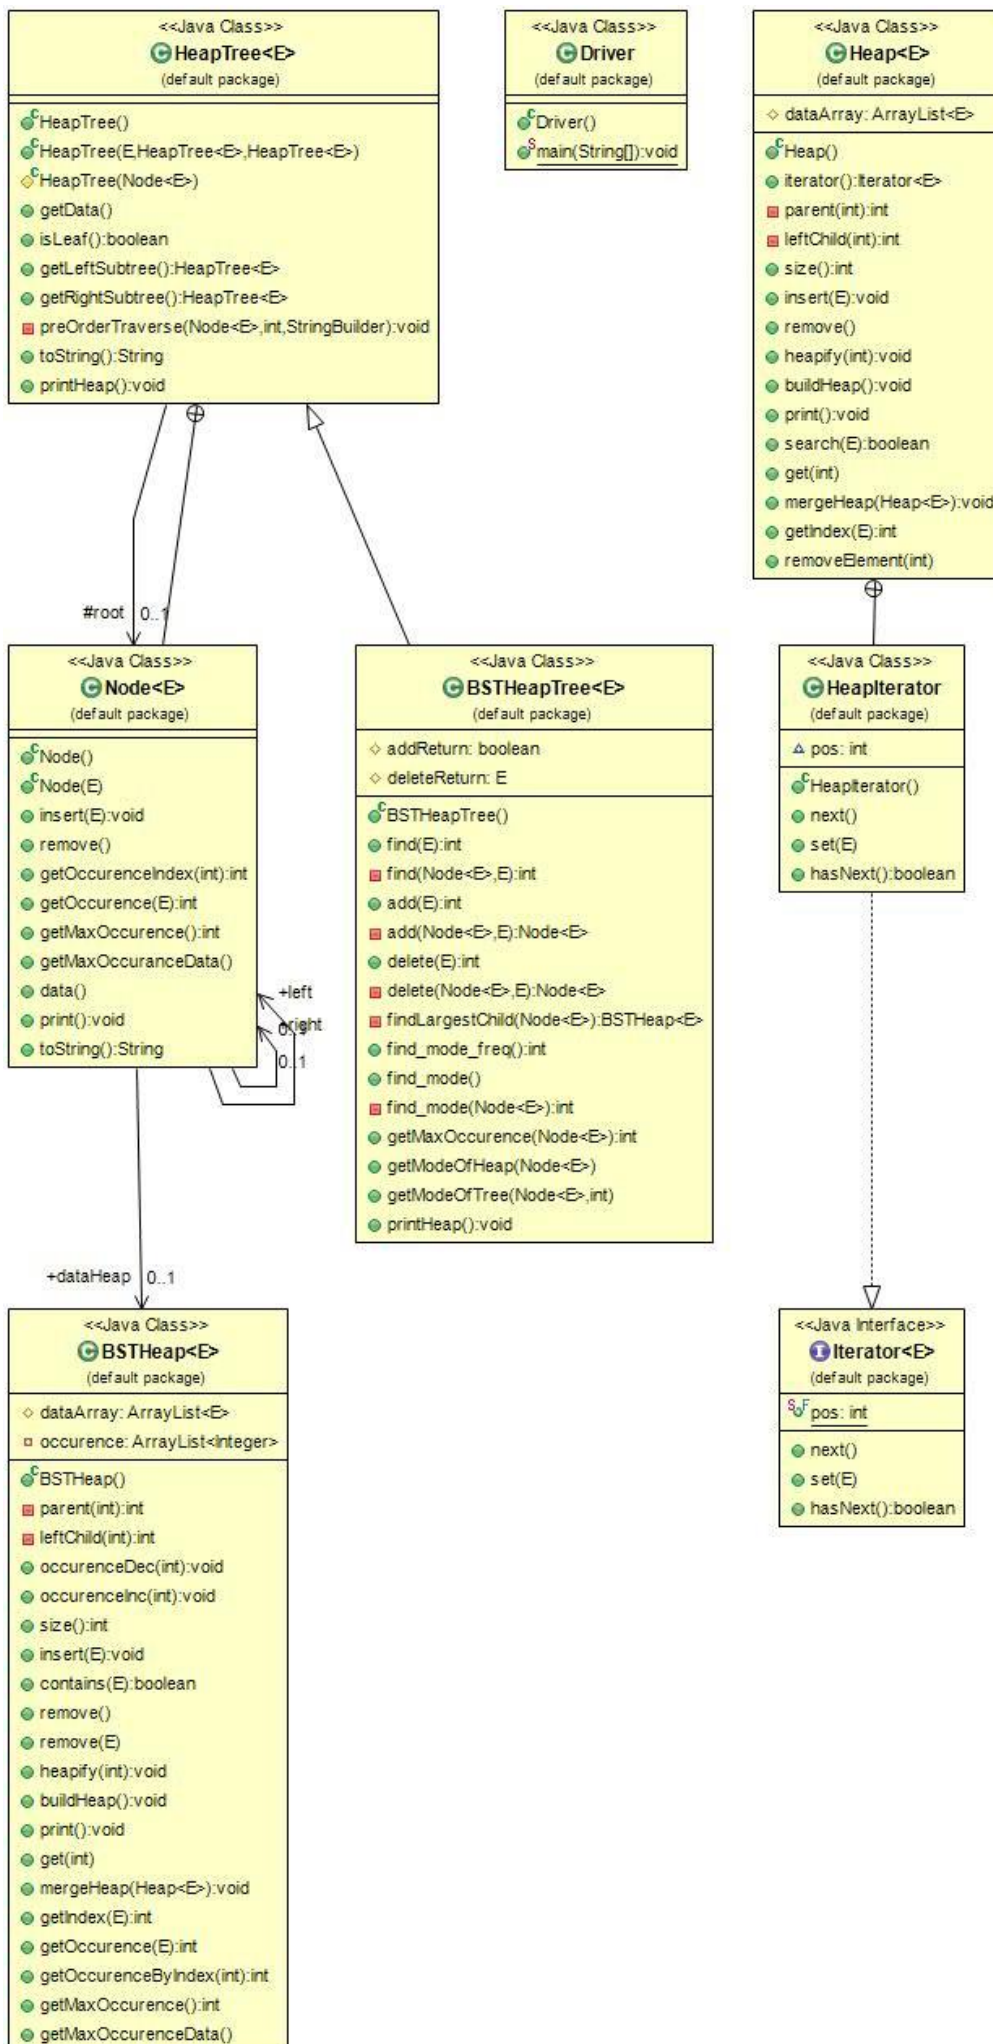 <<Java Class>>
HeapTree<E>
(default package)
HeapTree()
HeapTree(E,HeapTree<E>,HeapTree<E>)
HeapTree(Node<E>)
getData()
isLeaf():boolean
getLeftSubtree():HeapTree<E>
getRightSubtree():HeapTree<E>
preOrderTraverse(Node<E>,int,StringBuilder):void
toString():String
printHeap():void
<<Java Class>>
Driver
(default package)
Driver()
main(String[]):void
<<Java Class>>
Heap<E>
(default package)
dataArray: ArrayList<E>
Heap()
iterator():Iterator<E>
parent(int):int
leftChild(int):int
size():int
insert(E):void
remove()
heapify(int):void
buildHeap():void
print():void
search(E):boolean
get(int)
mergeHeap(Heap<E>):void
getIndex(E):int
removeElement(int)
#root 0..1
<<Java Class>>
Node<E>
(default package)
Node()
Node(E)
insert(E):void
remove()
getOccurenceIndex(int):int
getOccurence(E):int
getMaxOccurence():int
getMaxOccuranceData()
data()
print():void
toString():String
+left
0..1
+right
0..1
<<Java Class>>
BSTHeapTree<E>
(default package)
addReturn: boolean
deleteReturn: E
BSTHeapTree()
find(E):int
find(Node<E>,E):int
add(E):int
add(Node<E>,E):Node<E>
delete(E):int
delete(Node<E>,E):Node<E>
findLargestChild(Node<E>):BSTHeap<E>
find_mode_freq():int
find_mode()
find_mode(Node<E>):int
getMaxOccurence(Node<E>):int
getModeOfHeap(Node<E>)
getModeOfTree(Node<E>,int)
printHeap():void
<<Java Class>>
HeapIterator
(default package)
pos: int
HeapIterator()
next()
set(E)
hasNext():boolean
+dataHeap 0..1
<<Java Class>>
BSTHeap<E>
(default package)
dataArray: ArrayList<E>
occurence: ArrayList<Integer>
BSTHeap()
parent(int):int
leftChild(int):int
occurenceDec(int):void
occurenceInc(int):void
size():int
insert(E):void
contains(E):boolean
remove()
remove(E)
heapify(int):void
buildHeap():void
print():void
get(int)
mergeHeap(Heap<E>):void
getIndex(E):int
getOccurence(E):int
getOccurenceByIndex(int):int
getMaxOccurence():int
getMaxOccurenceData()
<<Java Interface>>
Iterator<E>
(default package)
pos: int
next()
set(E)
hasNext():boolean